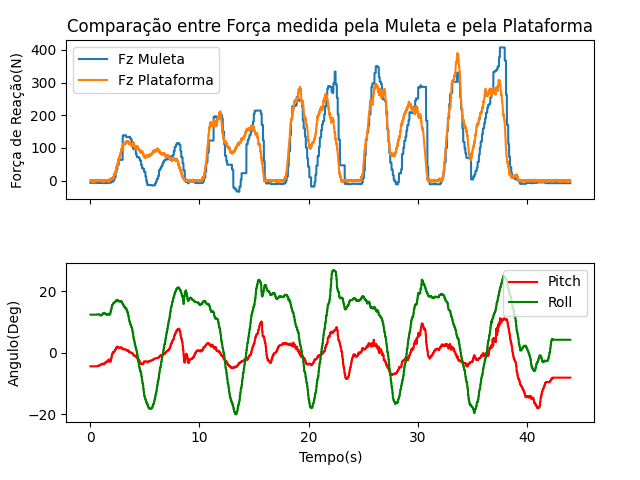 Comparação entre Força medida pela Muleta e pela Plataforma
Força de Reação(N)
400
300
200
100
0
Fz Muleta
Fz Plataforma
Angulo(Deg)
20
0
−20
Pitch
Roll
0
10
20
30
40
Tempo(s)